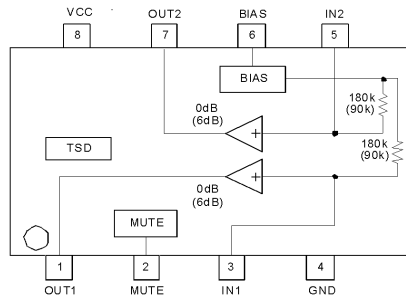 VCC OUT2 BIAS IN2
8 7 6 5
BIAS
0dB
(6dB)
180k
(90k)
180k
(90k)
TSD
0dB
(6dB)
MUTE
1 2 3 4
OUT1 MUTE IN1 GND